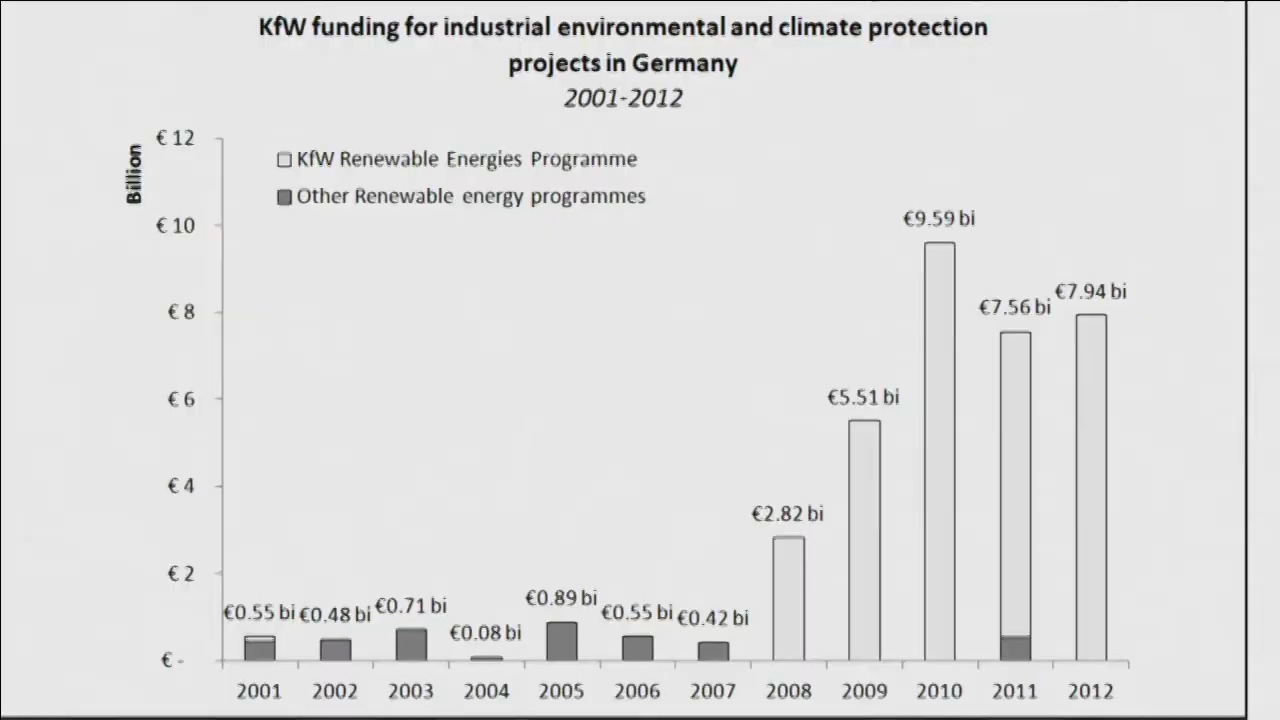 KfW funding for industrial environmental and climate protection
projects in Germany
2001-2012
Billion
€ 12
€ 10
€ 8
€ 6
€ 4
€ 2
€ -
KfW Renewable Energies Programme
Other Renewable energy programmes
€0.55 bi
€0.48 bi
€0.71 bi
€0.08 bi
€0.89 bi
€0.55 bi
€0.42 bi
€2.82 bi
€5.51 bi
€9.59 bi
€7.56 bi
€7.94 bi
2001 2002 2003 2004 2005 2006 2007 2008 2009 2010 2011 2012